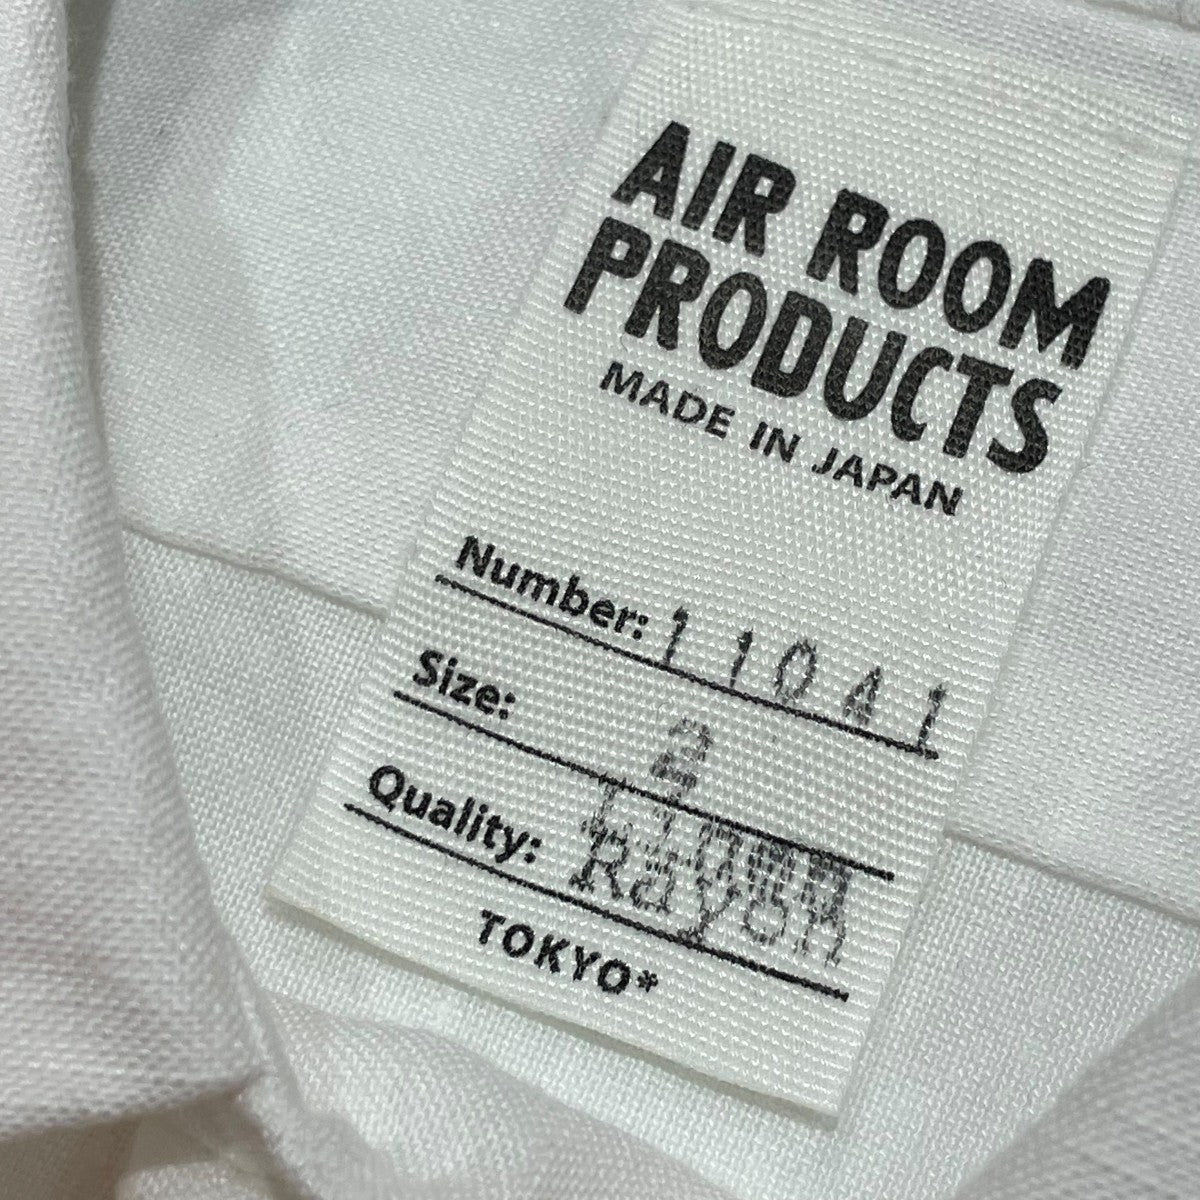 AIR ROOM
PRODUCTS
MADE IN JAPAN
Number: 11041
Size: 2
Quality: Rayon
TOKYO*